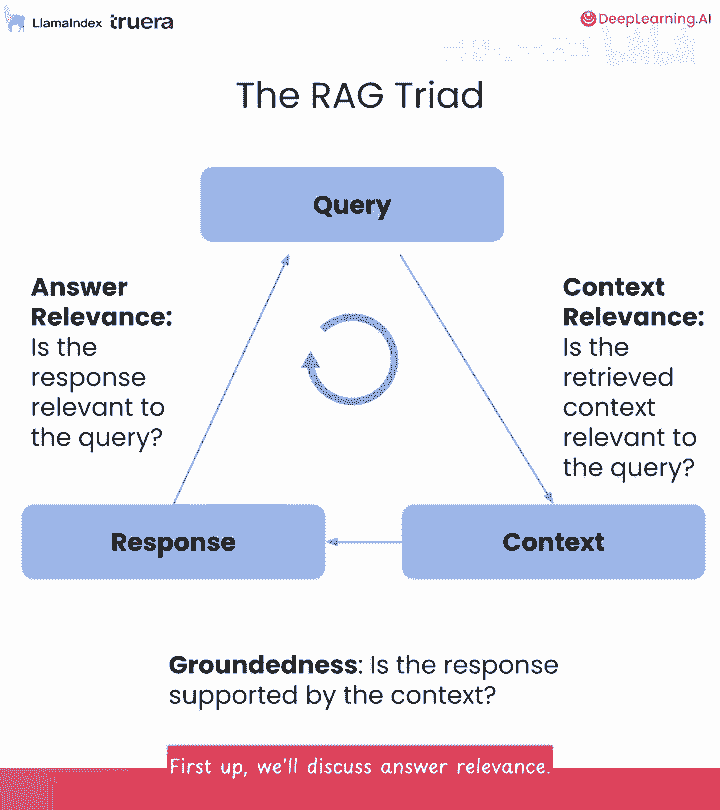 LlamaIndex truera
DeepLearning.AI
The RAG Triad
Query
Answer
Relevance:
Is the
response
relevant to
the query?
Context
Relevance:
Is the
retrieved
context
relevant to
the query?
Response
Context
Groundedness: Is the response
supported by the context?
First up, we'll discuss answer relevance.